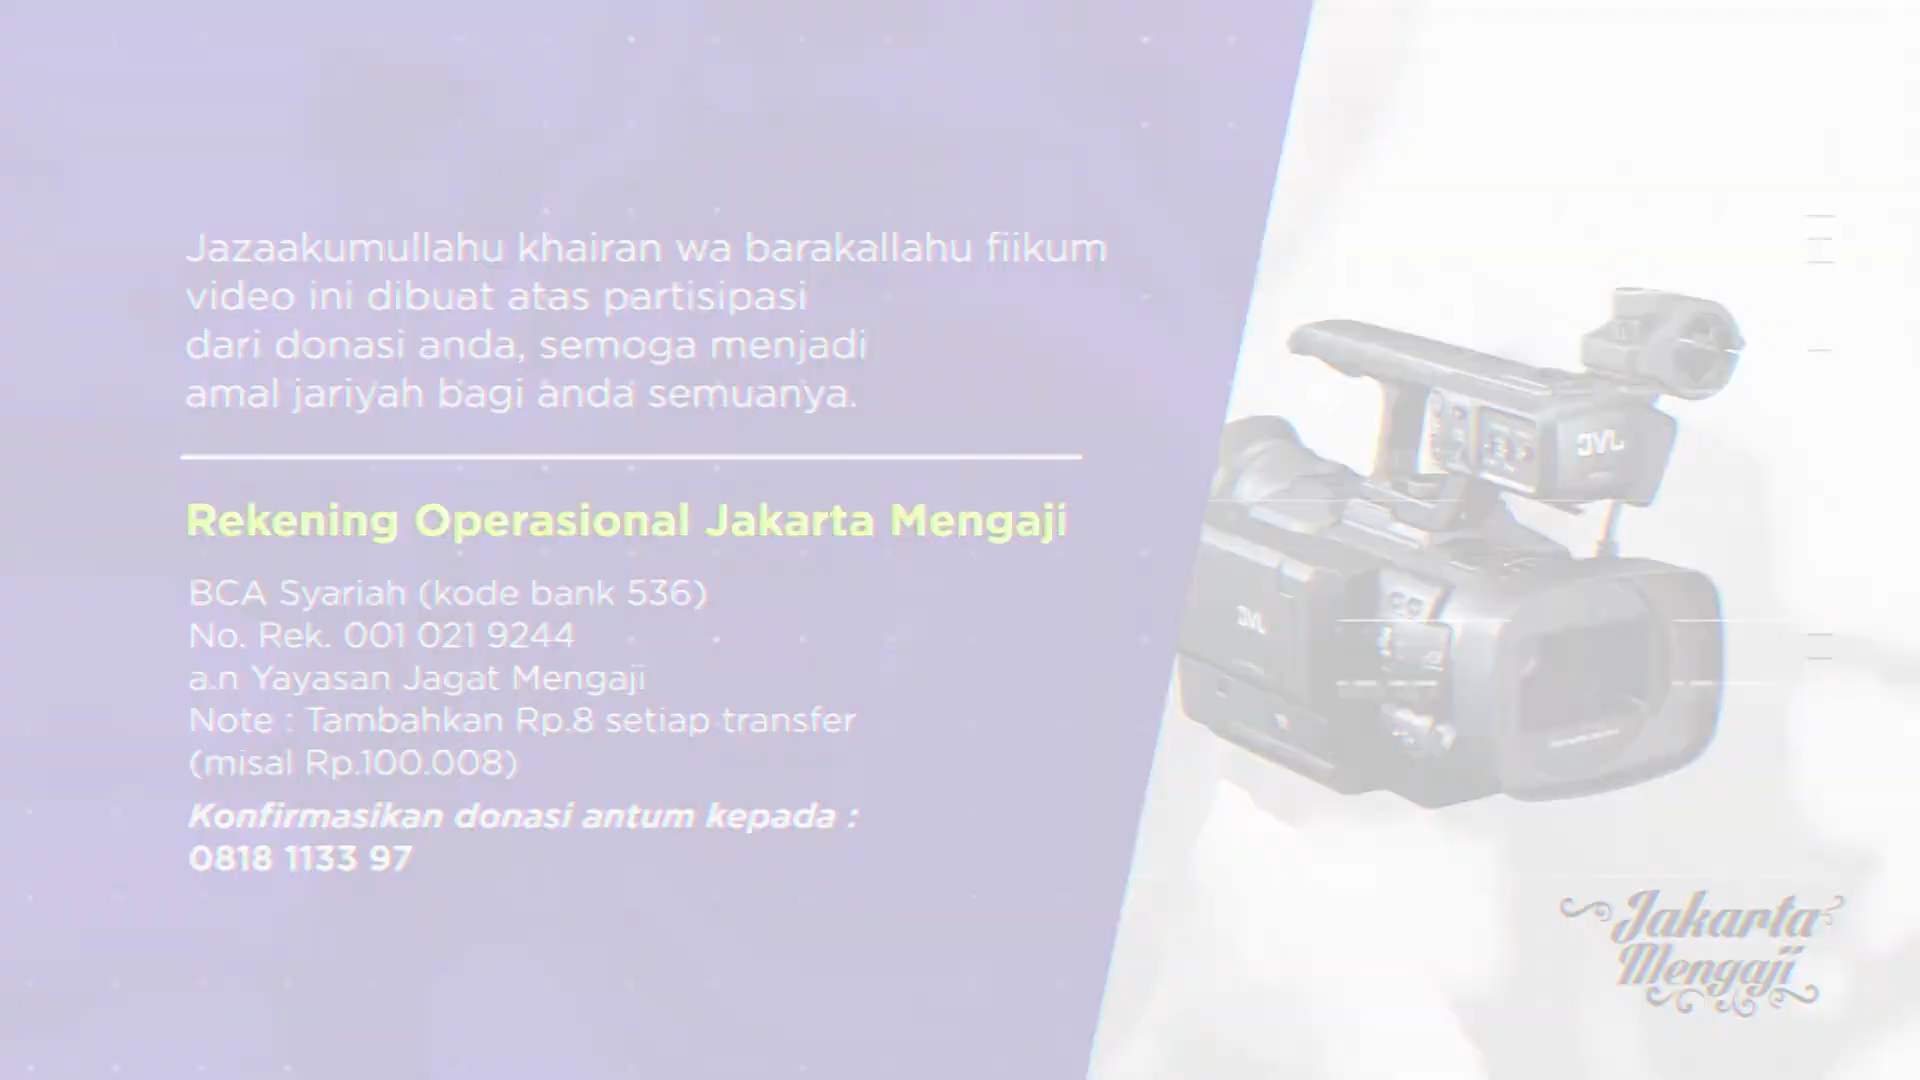 Jazaakumullahu khairan wa barakallahu fiikum
video ini dibuat atas partisipasi
dari donasi anda, semoga menjadi
amal jariyah bagi anda semuanya.
Rekening Operasional Jakarta Mengaji
BCA Syariah (kode bank 536)
No. Rek. 001 021 9244
a.n Yayasan Jagat Mengaji
Note : Tambahkan Rp.8 setiap transfer
(misal Rp.100.008)
Konfirmasikan donasi antum kepada :
0818 1133 97
JVL
JVL
Jakarta
Mengaji